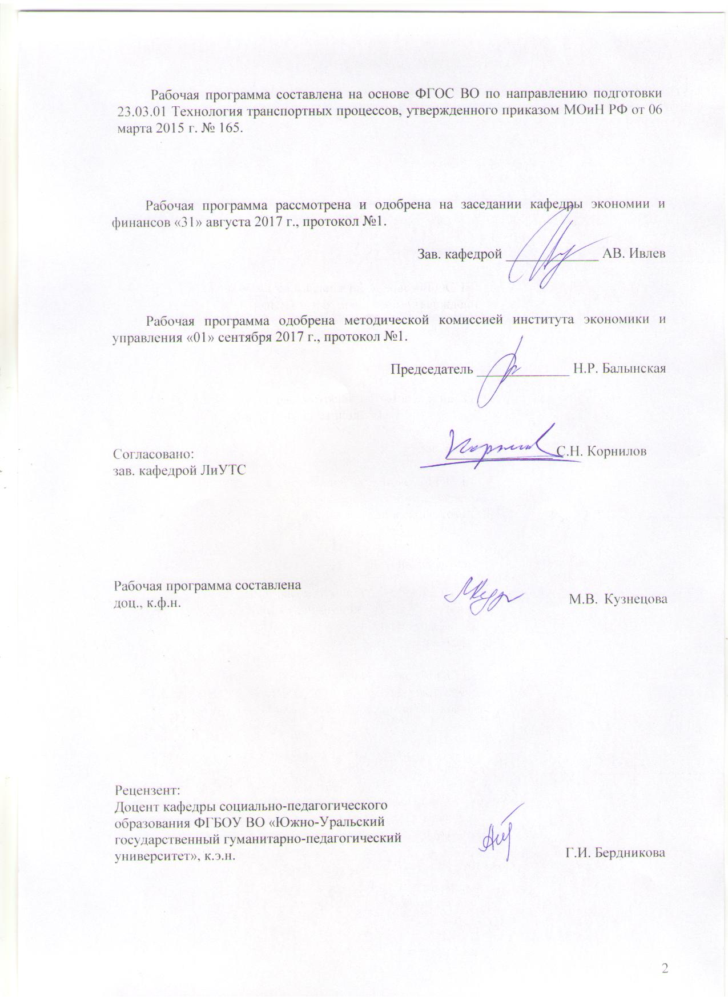 Рабочая программа составлена на основе ФГОС ВО по направлению подготовки
23.03.01 Технология транспортных процессов, утвержденного приказом МОиН РФ от 06
марта 2015 г. № 165.
Рабочая программа рассмотрена и одобрена на заседании кафедры экономии и
финансов «31» августа 2017 г., протокол №1.
Зав. кафедрой ______________ АВ. Ивлев
Рабочая программа одобрена методической комиссией института экономики и
управления «01» сентября 2017 г., протокол №1.
Председатель ______________ Н.Р. Балынская
Согласовано: ______________ С.Н. Корнилов
зав. кафедрой ЛиУТС
Рабочая программа составлена
доц., к.ф.н. М.В. Кузнецова
Рецензент:
Доцент кафедры социально-педагогического
образования ФГБОУ ВО «Южно-Уральский
государственный гуманитарно-педагогический
университет», к.э.н. Г.И. Бердникова
2